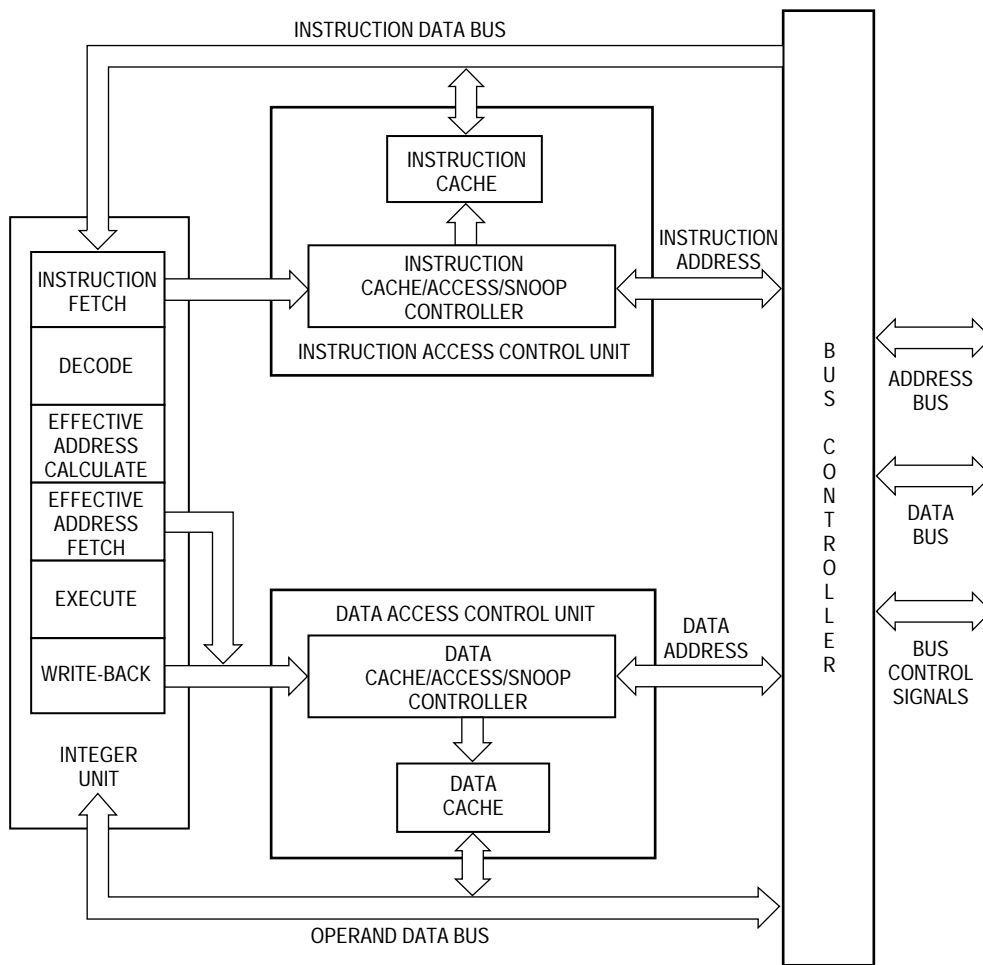 INSTRUCTION DATA BUS
INSTRUCTION
CACHE
INSTRUCTION
ADDRESS
INSTRUCTION
FETCH
INSTRUCTION
CACHE/ACCESS/SNOOP
CONTROLLER
INSTRUCTION ACCESS CONTROL UNIT
DECODE
EFFECTIVE
ADDRESS
CALCULATE
EFFECTIVE
ADDRESS
FETCH
EXECUTE
WRITE-BACK
INTEGER
UNIT
DATA ACCESS CONTROL UNIT
DATA
CACHE/ACCESS/SNOOP
CONTROLLER
DATA
ADDRESS
DATA
CACHE
OPERAND DATA BUS
B
U
S
C
O
N
T
R
O
L
L
E
R
ADDRESS
BUS
DATA
BUS
BUS
CONTROL
SIGNALS